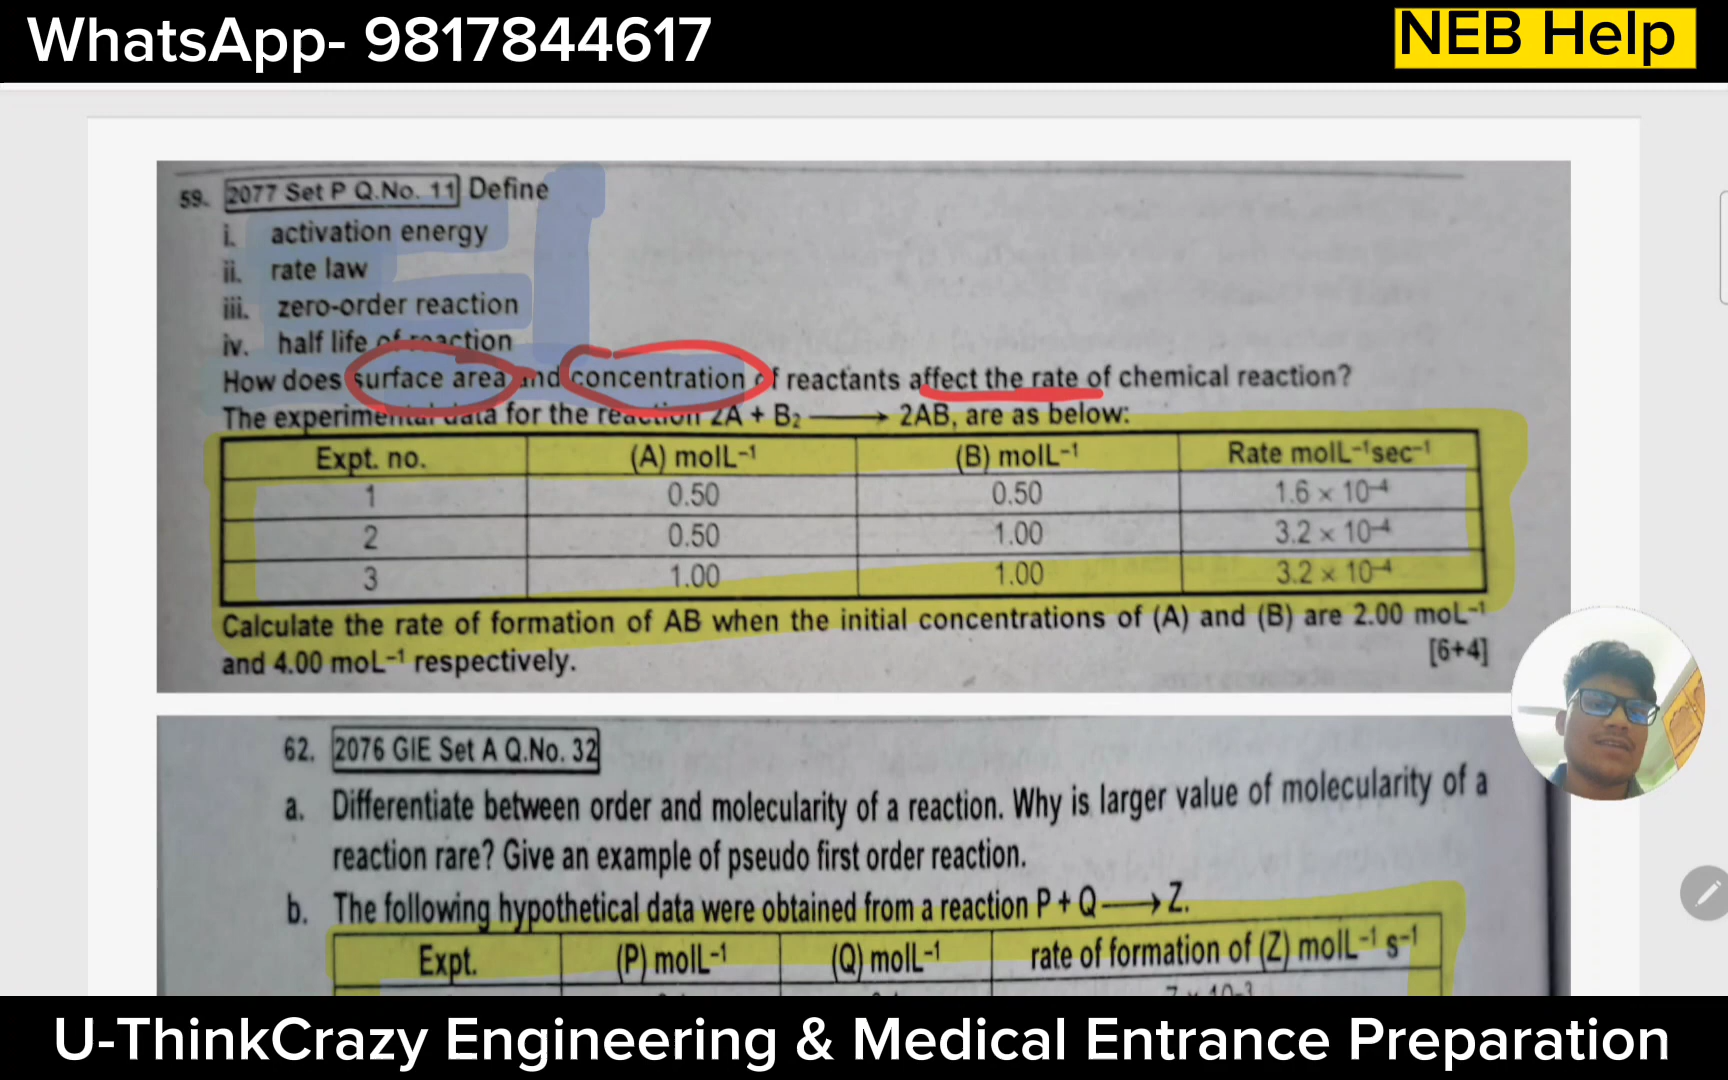 WhatsApp- 9817844617
NEB Help
59. 2077 Set P Q.No. 11 Define
i. activation energy
ii. rate law
iii. zero-order reaction
iv. half life of reaction
How does surface area and concentration of reactants affect the rate of chemical reaction?
The experimental data for the reaction 2A + B₂ ⟶ 2AB, are as below:
Expt. no. (A) molL⁻¹ (B) molL⁻¹ Rate molL⁻¹sec⁻¹
1 0.50 0.50 1.6 × 10⁻⁴
2 0.50 1.00 3.2 × 10⁻⁴
3 1.00 1.00 3.2 × 10⁻⁴
Calculate the rate of formation of AB when the initial concentrations of (A) and (B) are 2.00 moL⁻¹
and 4.00 moL⁻¹ respectively. [6+4]
62. 2076 GIE Set A Q.No. 32
a. Differentiate between order and molecularity of a reaction. Why is larger value of molecularity of a
reaction rare? Give an example of pseudo first order reaction.
b. The following hypothetical data were obtained from a reaction P + Q ⟶ Z.
Expt. (P) molL⁻¹ (Q) molL⁻¹ rate of formation of (Z) molL⁻¹ s⁻¹
U-ThinkCrazy Engineering & Medical Entrance Preparation